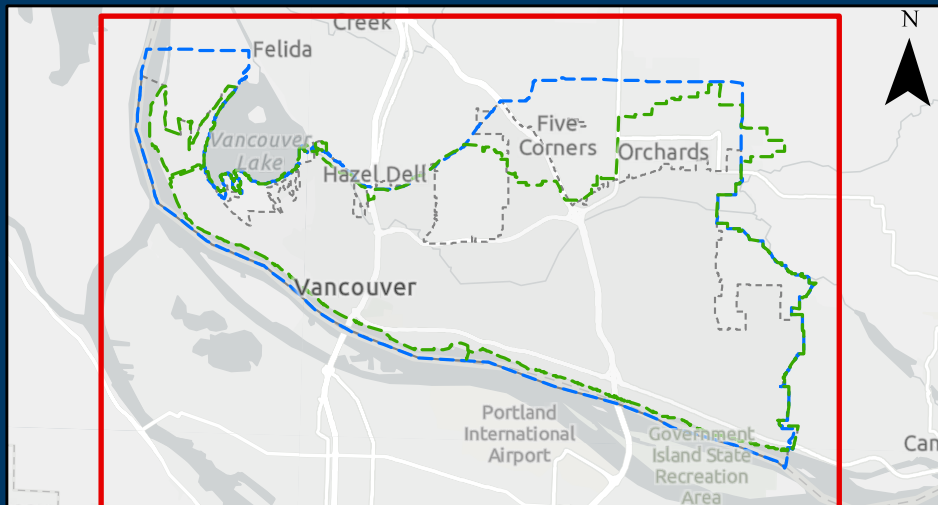 Creek
N
Felida
Vancouver
Lake
Five-
Corners
Orchards
Hazel Dell
Vancouver
Portland
International
Airport
Government
Island State
Recreation
Area
Cam